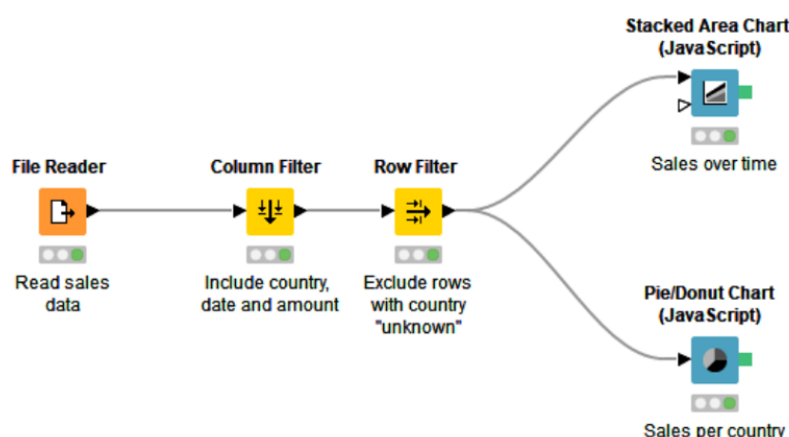 Stacked Area Chart
(JavaScript)
Sales over time
File Reader
Read sales
data
Column Filter
Include country,
date and amount
Row Filter
Exclude rows
with country
"unknown"
Pie/Donut Chart
(JavaScript)
Sales per country